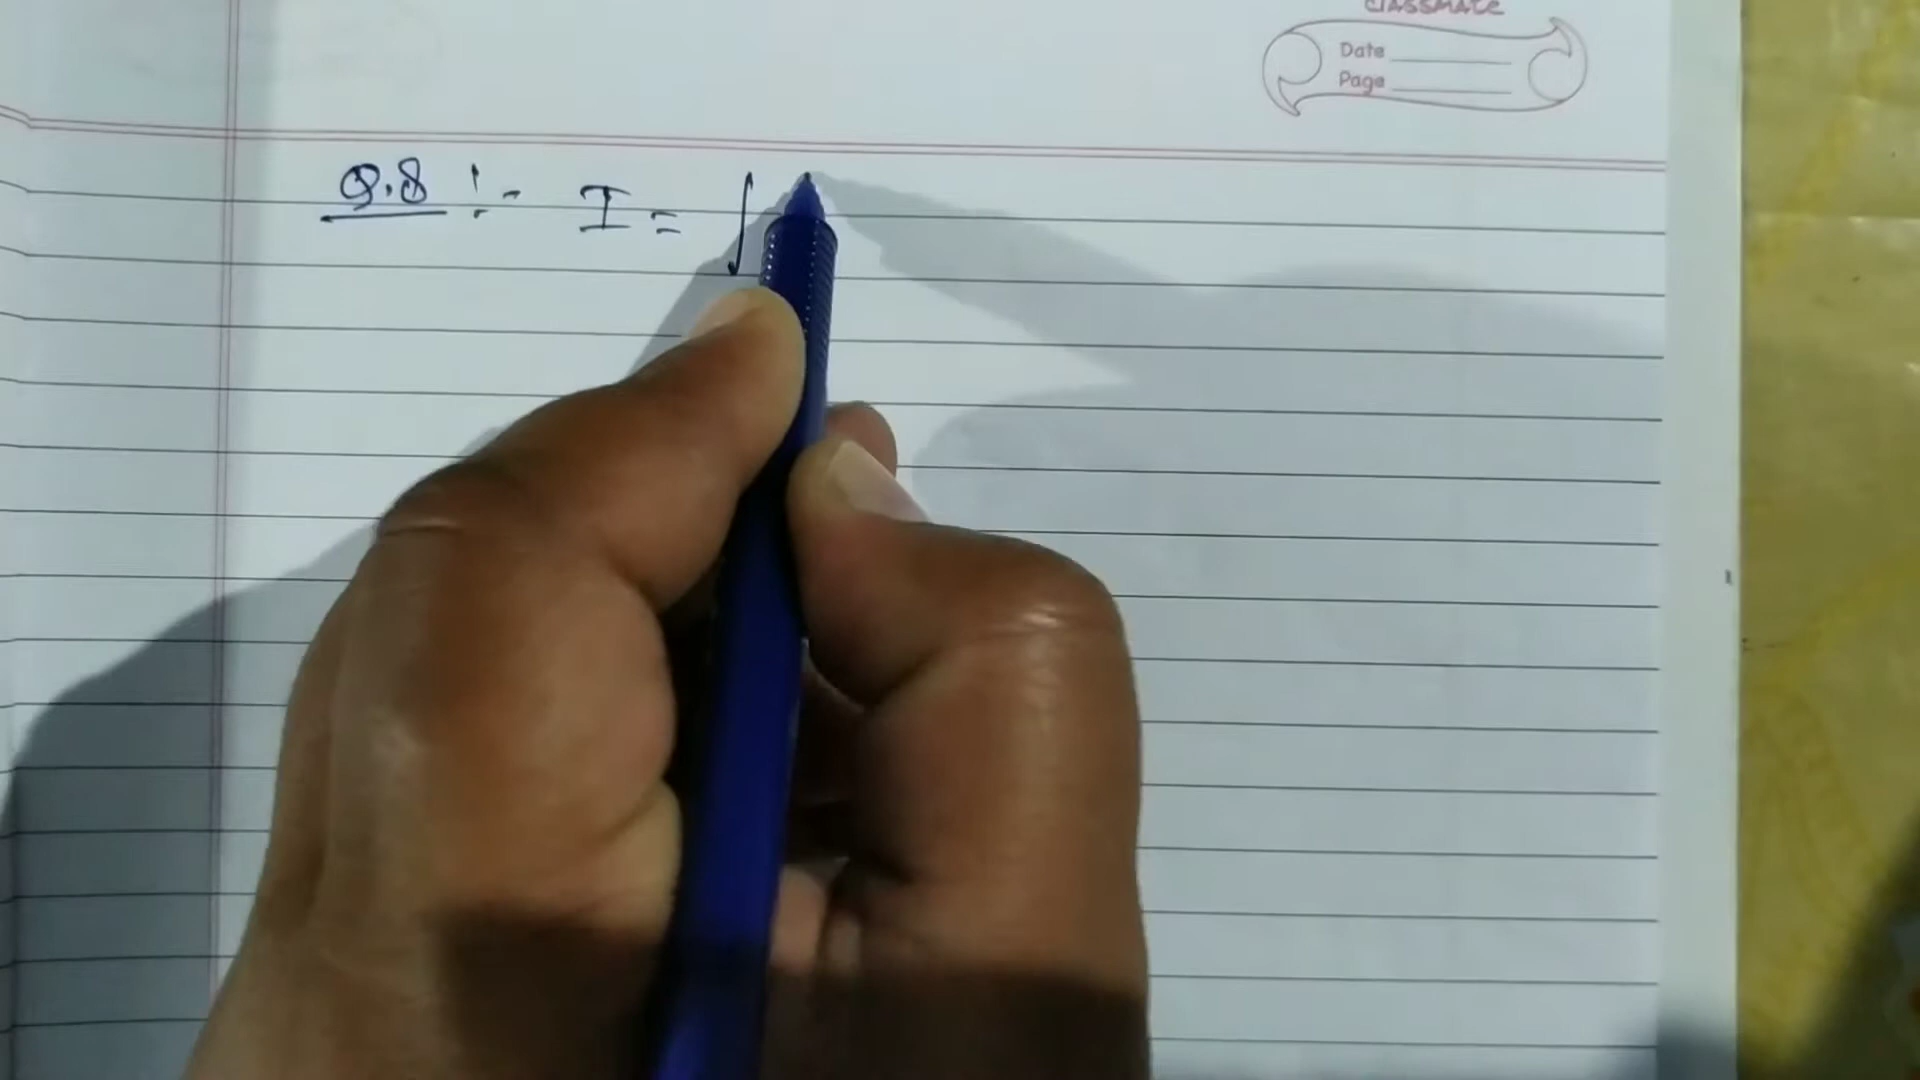 classmate
Date
Page
Q.8 :- I = ∫